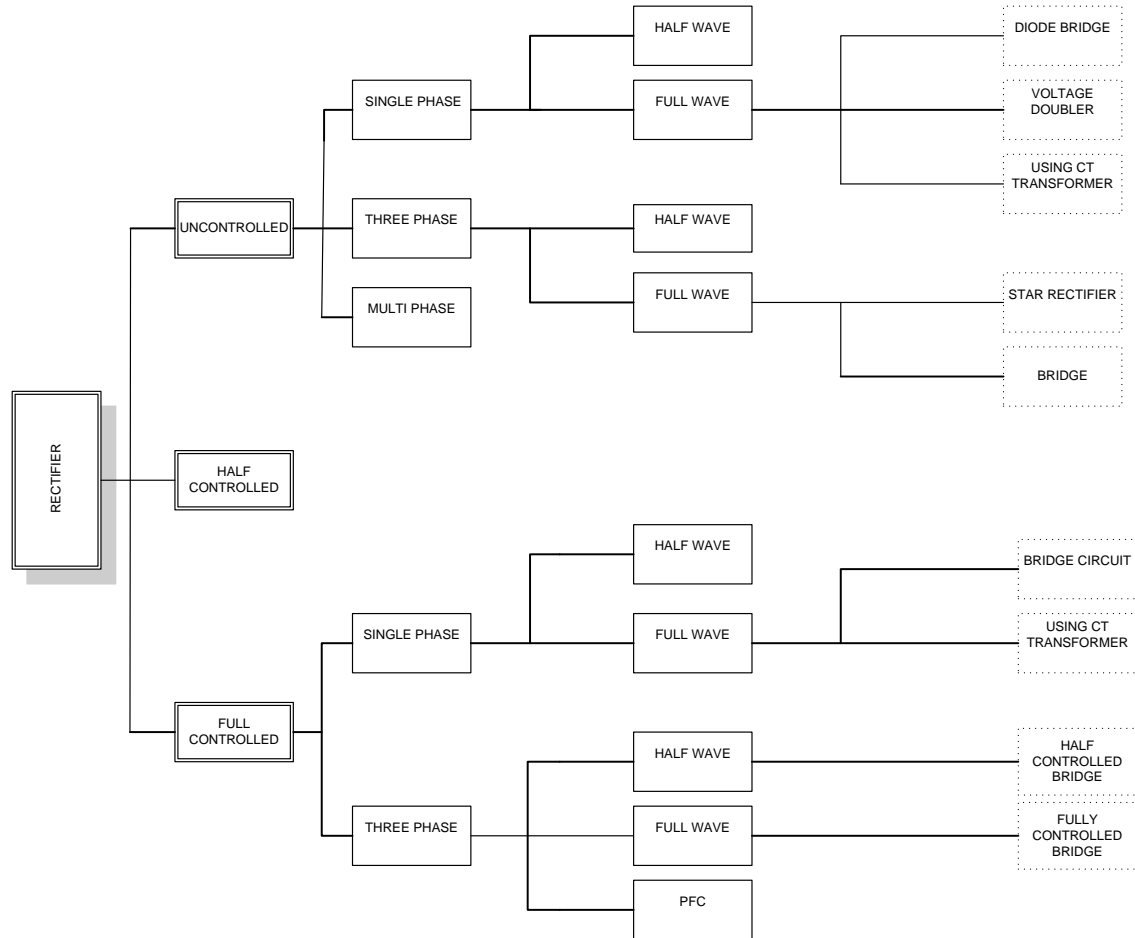 RECTIFIER
UNCONTROLLED
SINGLE PHASE
HALF WAVE
FULL WAVE
DIODE BRIDGE
VOLTAGE
DOUBLER
USING CT
TRANSFORMER
THREE PHASE
HALF WAVE
FULL WAVE
STAR RECTIFIER
BRIDGE
MULTI PHASE
HALF
CONTROLLED
FULL
CONTROLLED
SINGLE PHASE
HALF WAVE
FULL WAVE
BRIDGE CIRCUIT
USING CT
TRANSFORMER
THREE PHASE
HALF WAVE
HALF
CONTROLLED
BRIDGE
FULL WAVE
FULLY
CONTROLLED
BRIDGE
PFC